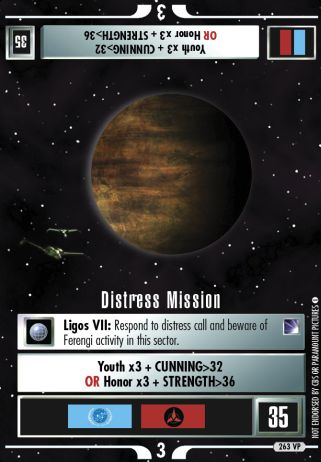 3
35
Youth x3 + CUNNING>32
OR Honor x3 + STRENGTH>36
Distress Mission
Ligos VII: Respond to distress call and beware of
Ferengi activity in this sector.
Youth x3 + CUNNING>32
OR Honor x3 + STRENGTH>36
35
3
263 VP
NOT ENDORSED BY CBS OR PARAMOUNT PICTURES